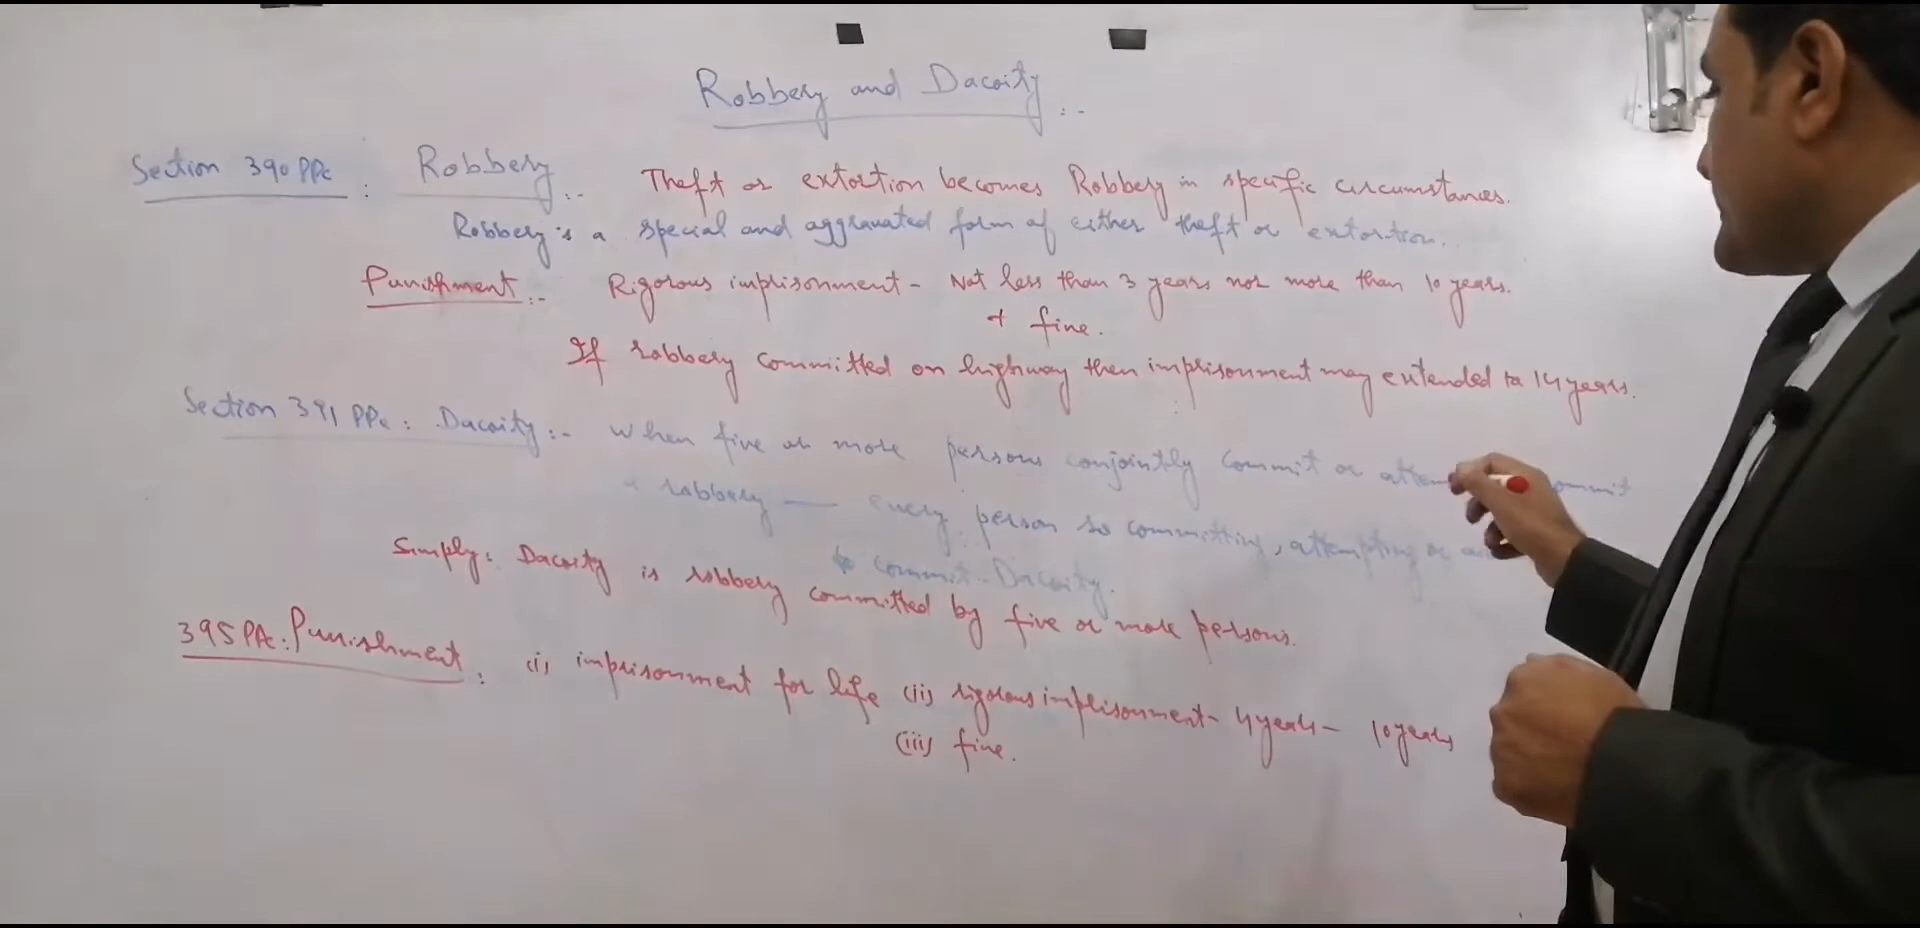 Robbery and Dacoity :-
Section 390 PPC : Robbery :- Theft or extortion becomes Robbery in specific circumstances.
Robbery is a special and aggravated form of either theft or extortion.
Punishment :- Rigorous imprisonment - Not less than 3 years nor more than 10 years.
+ fine.
If robbery committed on highway then imprisonment may extended to 14 years.
Section 391 PPC : Dacoity :- When five or more persons conjointly commit or
a robbery — every person so committing, attempting or
to commit Dacoity.
Simply: Dacoity is robbery committed by five or more persons.
395 PPC : Punishment : (i) imprisonment for life (ii) rigorous imprisonment - 4 years - 10 years
(iii) fine.